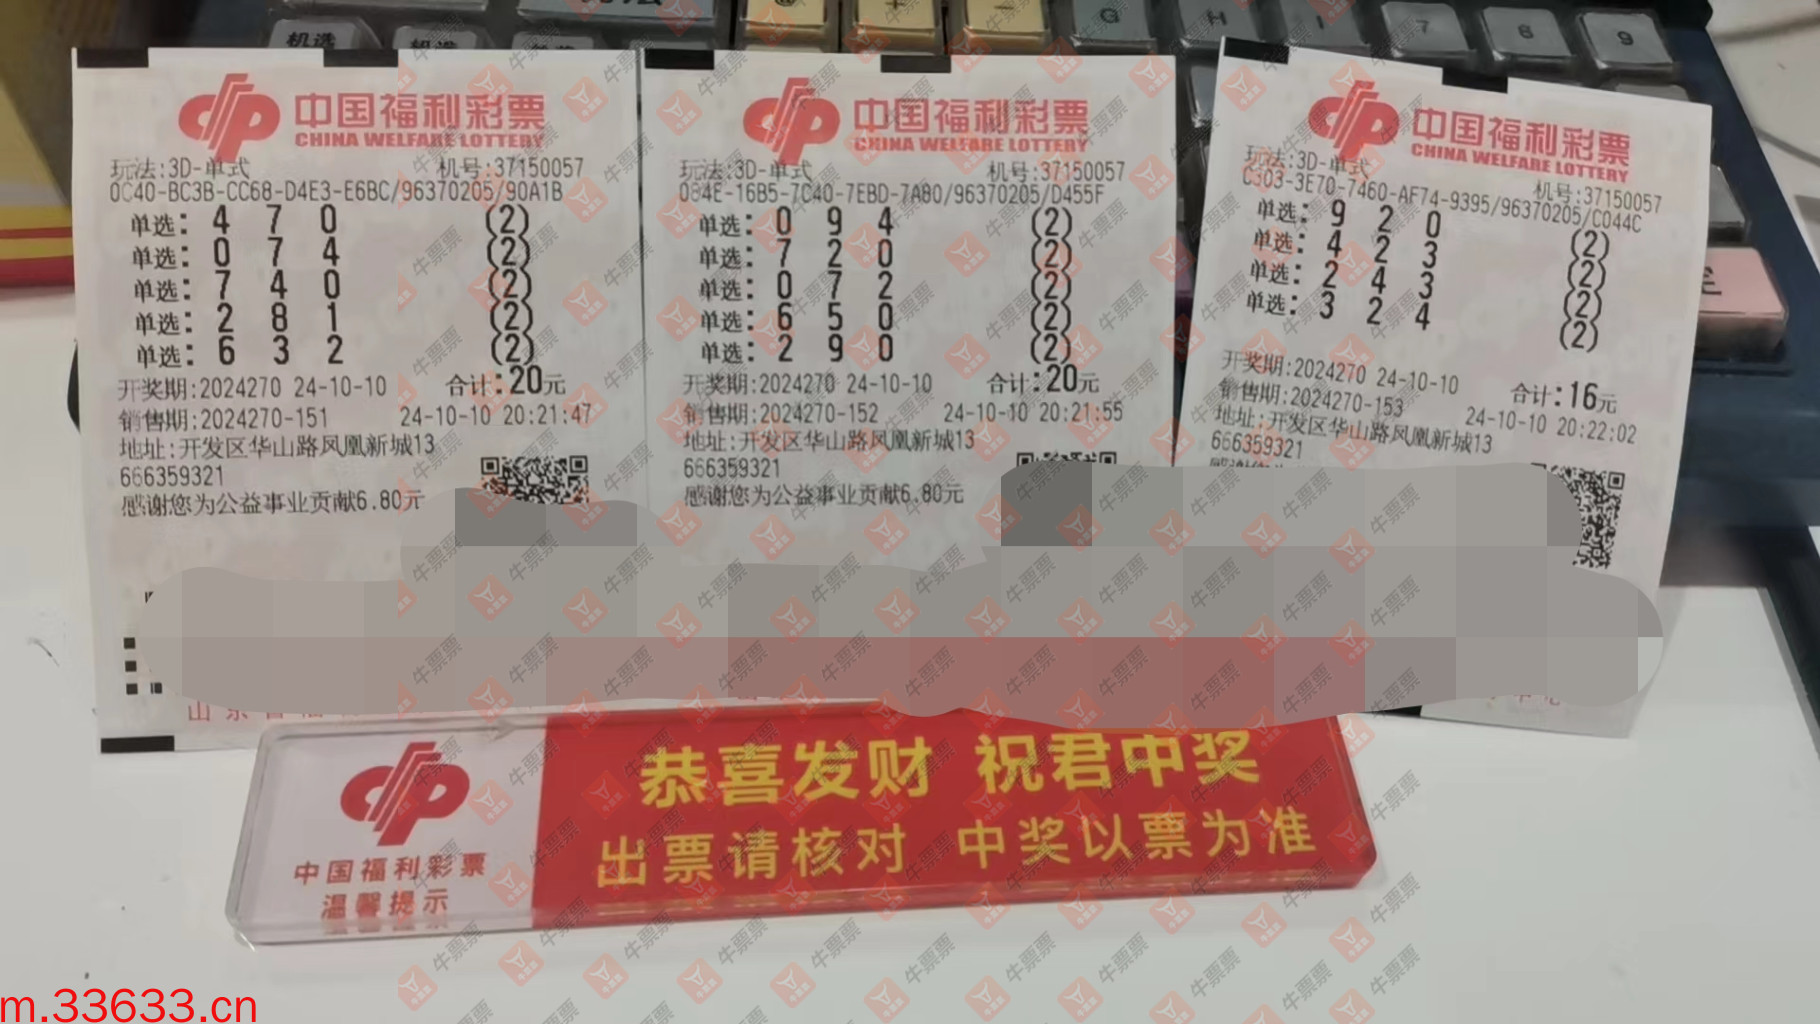 机选
@
+
-
G
H
I
7
8
9
中国福利彩票
CHINA WELFARE LOTTERY
玩法:3D-单式
机号:37150057
0C40-BC3B-CC68-D4E3-E6BC/96370205/90A1B
单选: 4 7 0 (2)
单选: 0 7 4 (2)
单选: 7 4 0 (2)
单选: 2 8 1 (2)
单选: 6 3 2 (2)
开奖期:2024270 24-10-10 合计:20元
销售期:2024270-151 24-10-10 20:21:47
地址:开发区华山路凤凰新城13
666359321
感谢您为公益事业贡献6.80元
中国福利彩票
CHINA WELFARE LOTTERY
玩法:3D-单式
机号:37150057
084E-16B5-7C40-7EBD-7A80/96370205/D455F
单选: 0 9 4 (2)
单选: 7 2 0 (2)
单选: 0 7 2 (2)
单选: 6 5 0 (2)
单选: 2 9 0 (2)
开奖期:2024270 24-10-10 合计:20元
销售期:2024270-152 24-10-10 20:21:55
地址:开发区华山路凤凰新城13
666359321
感谢您为公益事业贡献6.80元
中国福利彩票
CHINA WELFARE LOTTERY
玩法:3D-单式
机号:37150057
C303-3E70-7460-AF74-9395/96370205/C044C
单选: 9 2 0 (2)
单选: 4 2 3 (2)
单选: 2 4 3 (2)
单选: 3 2 4 (2)
开奖期:2024270 24-10-10 合计:16元
销售期:2024270-153 24-10-10 20:22:02
地址:开发区华山路凤凰新城13
666359321
恭喜发财 祝君中奖
出票请核对 中奖以票为准
中国福利彩票
温馨提示
牛票票
m.33633.cn